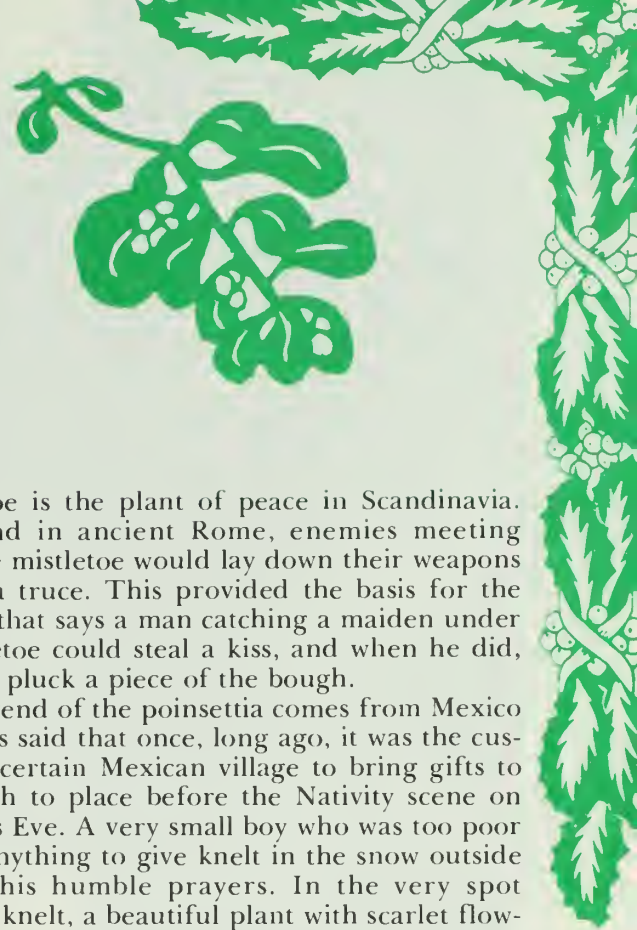 is the plant of peace in Scandinavia.
in ancient Rome, enemies meeting
mistletoe would lay down their weapons
truce. This provided the basis for the
that says a man catching a maiden under
could steal a kiss, and when he did,
pluck a piece of the bough.
of the poinsettia comes from Mexico
said that once, long ago, it was the cus-
certain Mexican village to bring gifts to
to place before the Nativity scene on
Eve. A very small boy who was too poor
to give knelt in the snow outside
his humble prayers. In the very spot
knelt, a beautiful plant with scarlet flow-